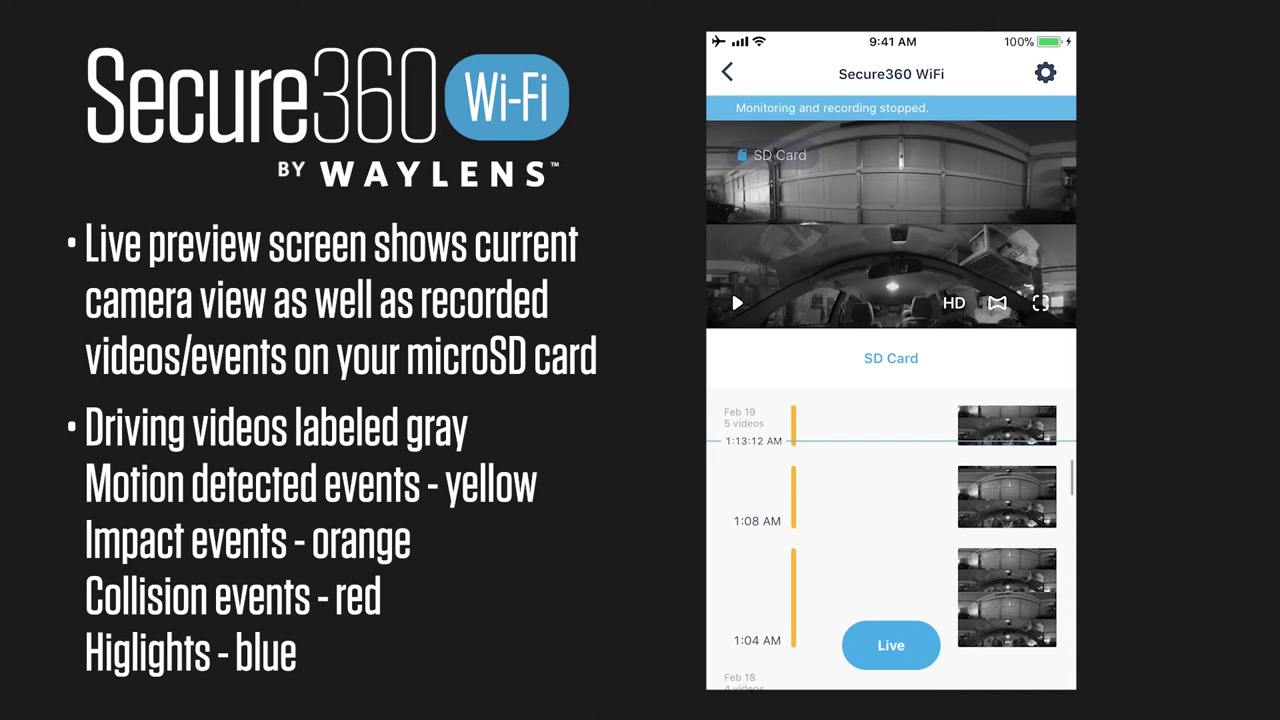 Secure360 Wi-Fi
BY WAYLENS™
• Live preview screen shows current
camera view as well as recorded
videos/events on your microSD card
• Driving videos labeled gray
Motion detected events - yellow
Impact events - orange
Collision events - red
Higlights - blue
9:41 AM
100%
Secure360 WiFi
Monitoring and recording stopped.
SD Card
HD
SD Card
Feb 19
5 videos
1:13:12 AM
1:08 AM
1:04 AM
Live
Feb 18
4 videos